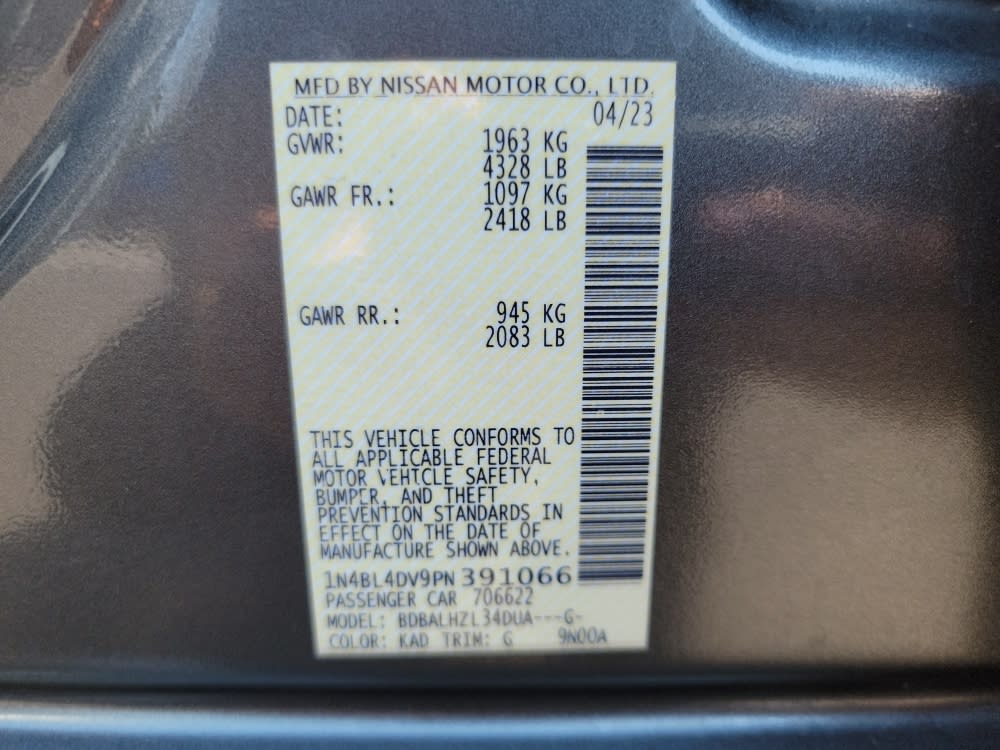 MFD BY NISSAN MOTOR CO., LTD.
DATE: 04/23
GVWR: 1963 KG
4328 LB
GAWR FR.: 1097 KG
2418 LB
GAWR RR.: 945 KG
2083 LB
THIS VEHICLE CONFORMS TO
ALL APPLICABLE FEDERAL
MOTOR VEHICLE SAFETY,
BUMPER, AND THEFT
PREVENTION STANDARDS IN
EFFECT ON THE DATE OF
MANUFACTURE SHOWN ABOVE.
1N4BL4DV9PN391066
PASSENGER CAR 706622
MODEL: BDBALHZL34DUA---G-
COLOR: KAD TRIM: G 9N00A